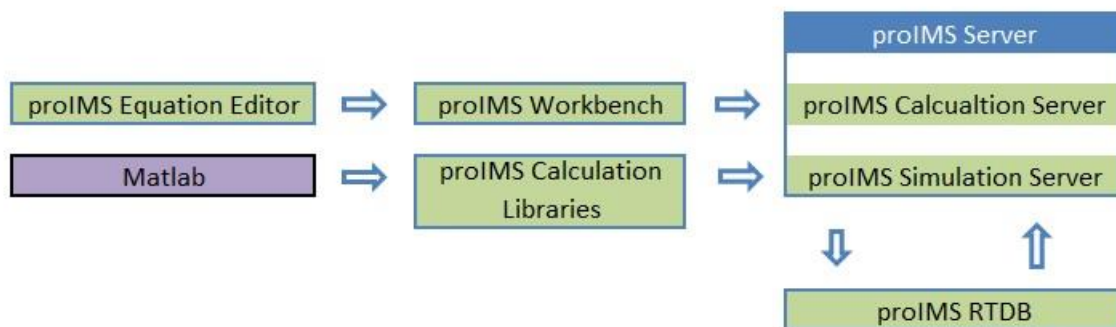 proIMS Server
proIMS Equation Editor
proIMS Workbench
proIMS Calcualtion Server
Matlab
proIMS Calculation
Libraries
proIMS Simulation Server
proIMS RTDB